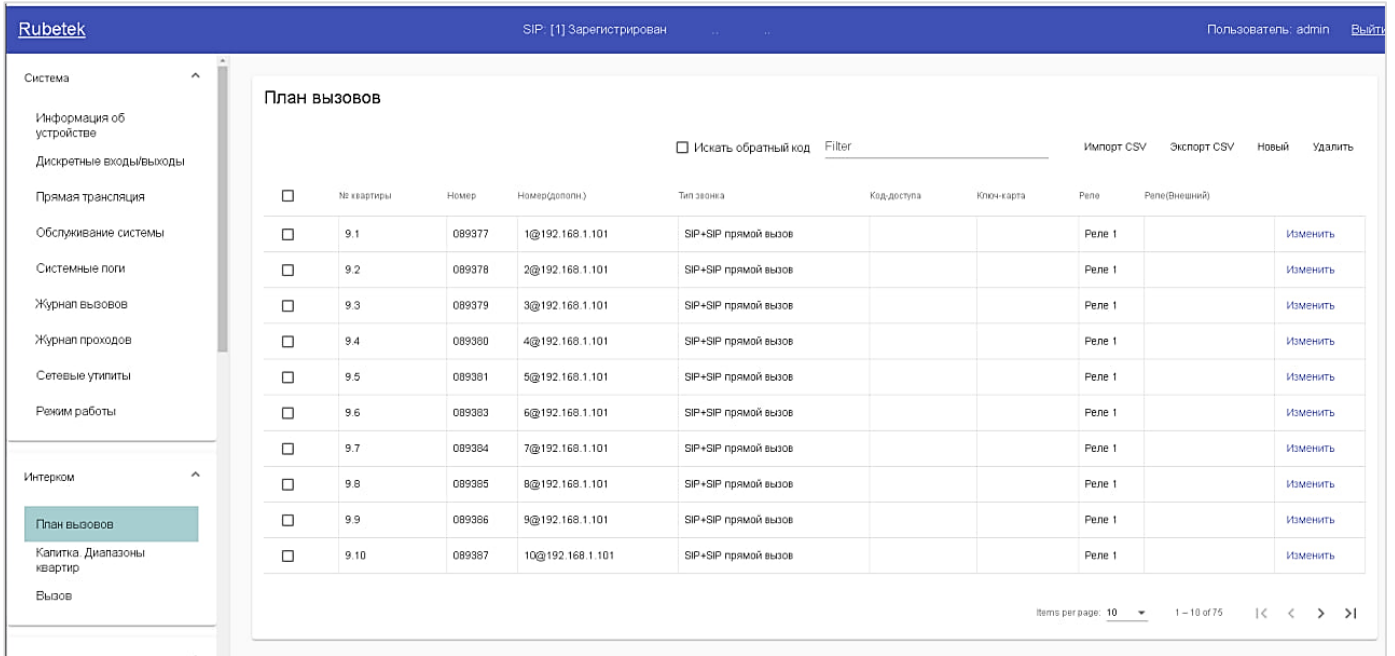 Rubetek SIP: [1] Зарегистрирован .. .. Пользователь: admin Выйти
Система
Информация об
устройстве
Дискретные входы/выходы
Прямая трансляция
Обслуживание системы
Системные логи
Журнал вызовов
Журнал проходов
Сетевые утилиты
Режим работы
Интерком
План вызовов
Калитка. Диапазоны
квартир
Вызов
План вызовов
Искать обратный код Filter Импорт CSV Экспорт CSV Новый Удалить
№ квартиры Номер Номер(дополн.) Тип звонка Код-доступа Ключ-карта Реле Реле(Внешний)
9.1 089377 1@192.168.1.101 SIP+SIP прямой вызов Реле 1 Изменить
9.2 089378 2@192.168.1.101 SIP+SIP прямой вызов Реле 1 Изменить
9.3 089379 3@192.168.1.101 SIP+SIP прямой вызов Реле 1 Изменить
9.4 089380 4@192.168.1.101 SIP+SIP прямой вызов Реле 1 Изменить
9.5 089381 5@192.168.1.101 SIP+SIP прямой вызов Реле 1 Изменить
9.6 089383 6@192.168.1.101 SIP+SIP прямой вызов Реле 1 Изменить
9.7 089384 7@192.168.1.101 SIP+SIP прямой вызов Реле 1 Изменить
9.8 089385 8@192.168.1.101 SIP+SIP прямой вызов Реле 1 Изменить
9.9 089386 9@192.168.1.101 SIP+SIP прямой вызов Реле 1 Изменить
9.10 089387 10@192.168.1.101 SIP+SIP прямой вызов Реле 1 Изменить
Items per page: 10 1 – 10 of 75